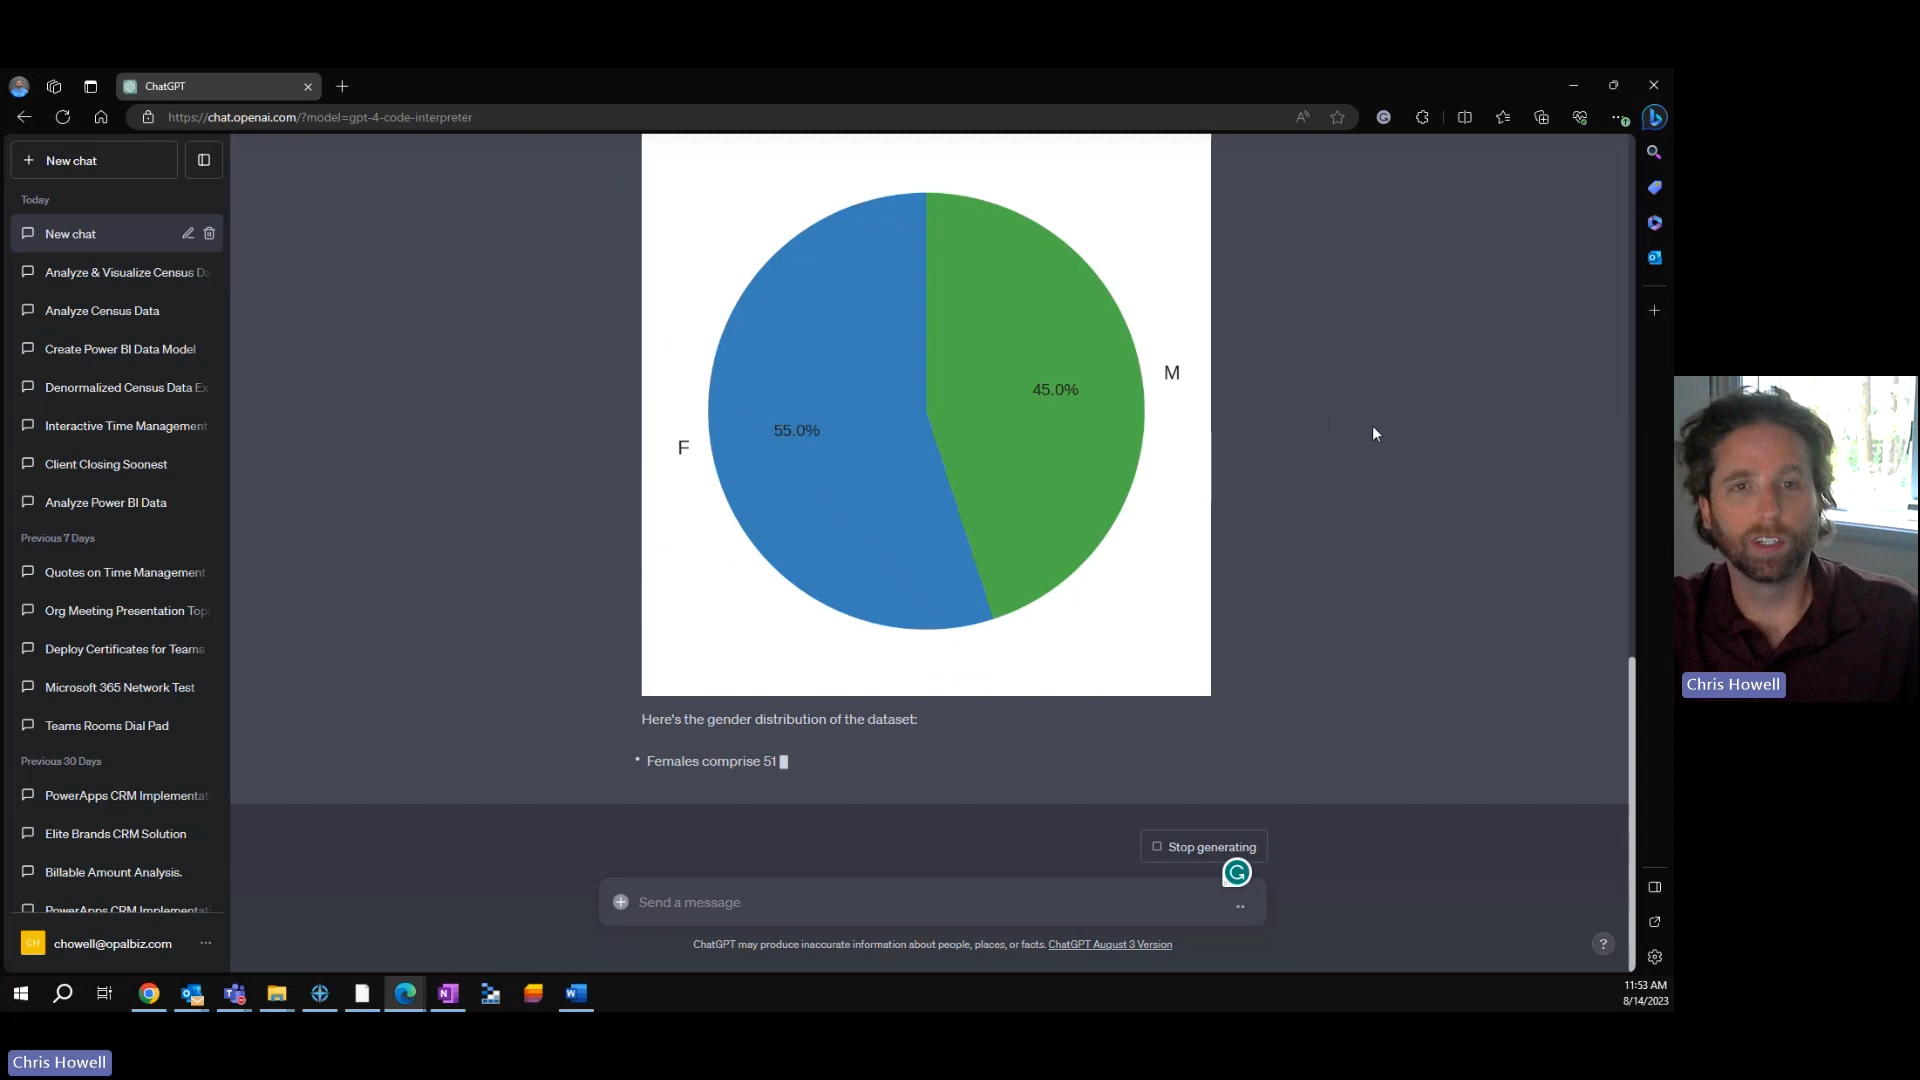 ChatGPT
https://chat.openai.com/?model=gpt-4-code-interpreter
New chat
Today
New chat
Analyze & Visualize Census Da
Analyze Census Data
Create Power BI Data Model
Denormalized Census Data Ex
Interactive Time Management
Client Closing Soonest
Analyze Power BI Data
Previous 7 Days
Quotes on Time Management
Org Meeting Presentation Top
Deploy Certificates for Teams
Microsoft 365 Network Test
Teams Rooms Dial Pad
Previous 30 Days
PowerApps CRM Implementat
Elite Brands CRM Solution
Billable Amount Analysis.
PowerApps CRM Implementat
CH chowell@opalbiz.com
M
45.0%
55.0%
F
Here's the gender distribution of the dataset:
• Females comprise 51
Stop generating
Send a message
ChatGPT may produce inaccurate information about people, places, or facts. ChatGPT August 3 Version
?
11:53 AM
8/14/2023
Chris Howell
Chris Howell